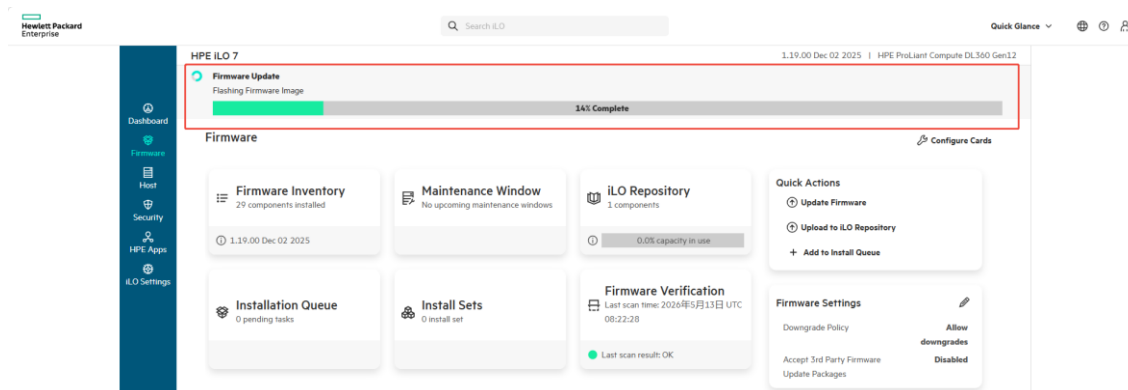 Hewlett Packard
Enterprise
Search iLO
Quick Glance
HPE iLO 7
1.19.00 Dec 02 2025 | HPE ProLiant Compute DL360 Gen12
Firmware Update
Flashing Firmware Image
14% Complete
Dashboard
Firmware
Host
Security
HPE Apps
iLO Settings
Firmware
Configure Cards
Firmware Inventory
29 components installed
1.19.00 Dec 02 2025
Maintenance Window
No upcoming maintenance windows
iLO Repository
1 components
0.0% capacity in use
Quick Actions
Update Firmware
Upload to iLO Repository
+ Add to Install Queue
Installation Queue
0 pending tasks
Install Sets
0 install set
Firmware Verification
Last scan time: 2026年5月13日 UTC
08:22:28
Last scan result: OK
Firmware Settings
Downgrade Policy
Allow
downgrades
Accept 3rd Party Firmware
Update Packages
Disabled